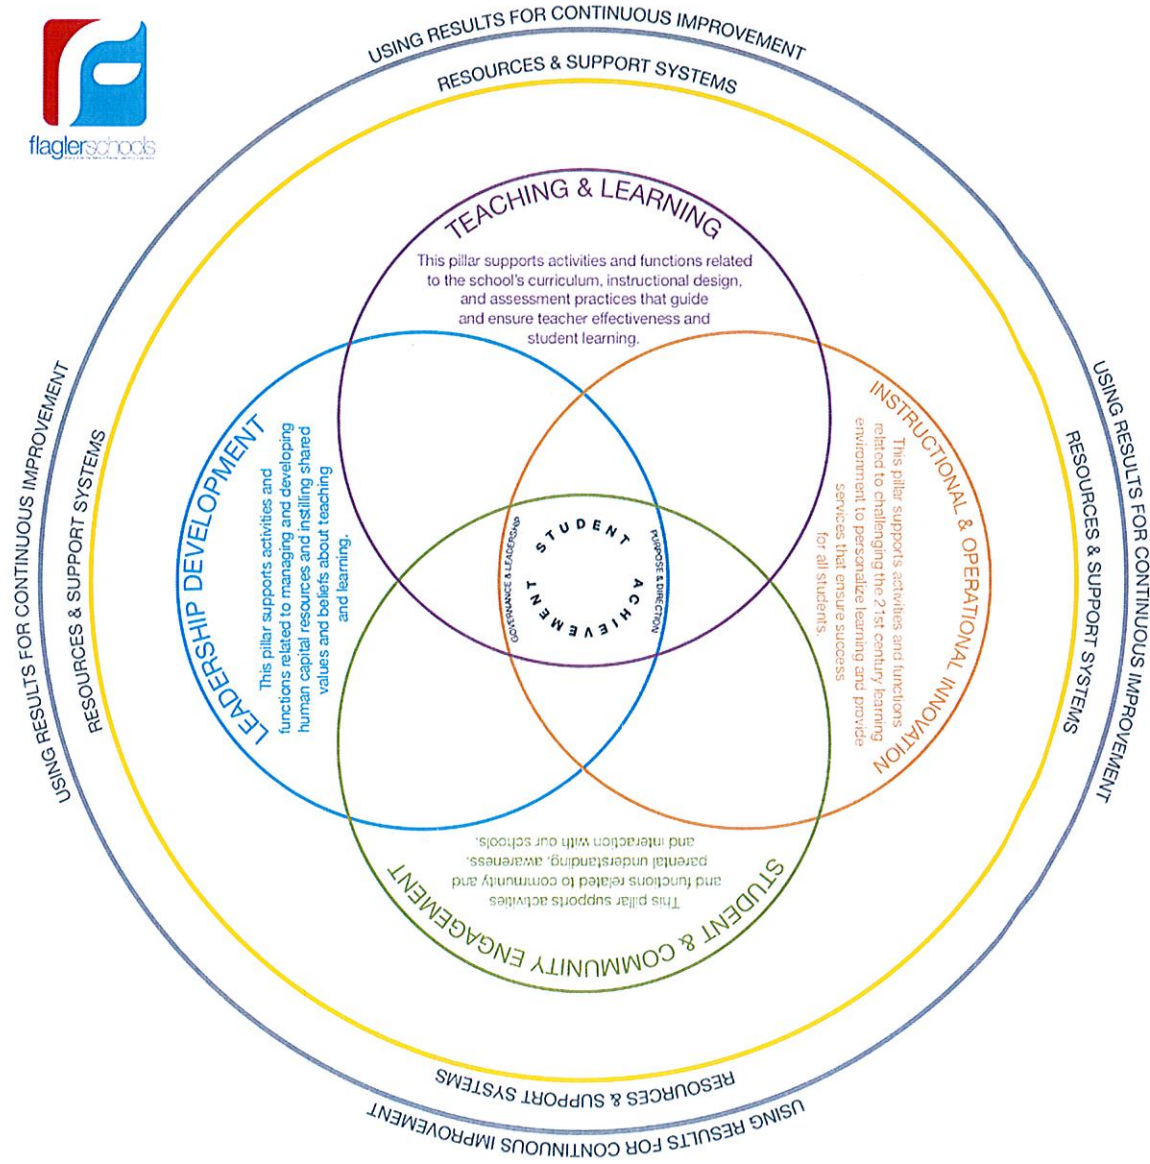 flaglerschools
USING RESULTS FOR CONTINUOUS IMPROVEMENT
RESOURCES & SUPPORT SYSTEMS
TEACHING & LEARNING
This pillar supports activities and functions related
to the school's curriculum, instructional design,
and assessment practices that guide
and ensure teacher effectiveness and
student learning.
USING RESULTS FOR CONTINUOUS IMPROVEMENT
RESOURCES & SUPPORT SYSTEMS
LEADERSHIP DEVELOPMENT
This pillar supports activities and
functions related to managing and developing
human capital resources and instilling shared
values and beliefs about teaching
and learning.
GOVERNANCE & LEADERSHIP
STUDENT ACHIEVEMENT
PURPOSE & DIRECTION
INSTRUCTIONAL & OPERATIONAL INNOVATION
This pillar supports activities and functions
related to challenging the 21st century learning
environment to personalize learning and provide
services that ensure success
for all students.
RESOURCES & SUPPORT SYSTEMS
USING RESULTS FOR CONTINUOUS IMPROVEMENT
STUDENT & COMMUNITY ENGAGEMENT
This pillar supports activities
and functions related to community and
parental understanding, awareness,
and interaction with our schools.
RESOURCES & SUPPORT SYSTEMS
USING RESULTS FOR CONTINUOUS IMPROVEMENT